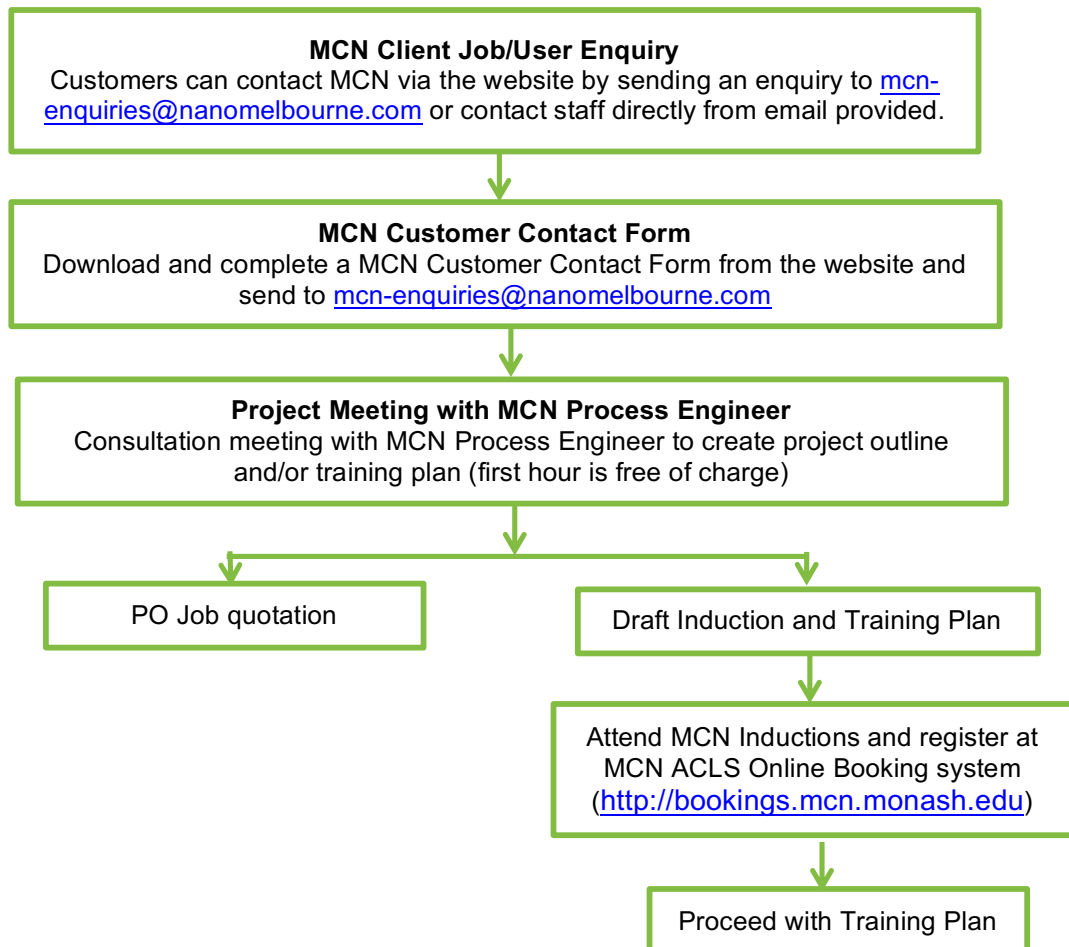 MCN Client Job/User Enquiry
Customers can contact MCN via the website by sending an enquiry to mcn-
enquiries@nanomelbourne.com or contact staff directly from email provided.
MCN Customer Contact Form
Download and complete a MCN Customer Contact Form from the website and
send to mcn-enquiries@nanomelbourne.com
Project Meeting with MCN Process Engineer
Consultation meeting with MCN Process Engineer to create project outline
and/or training plan (first hour is free of charge)
PO Job quotation
Draft Induction and Training Plan
Attend MCN Inductions and register at
MCN ACLS Online Booking system
(http://bookings.mcn.monash.edu)
Proceed with Training Plan